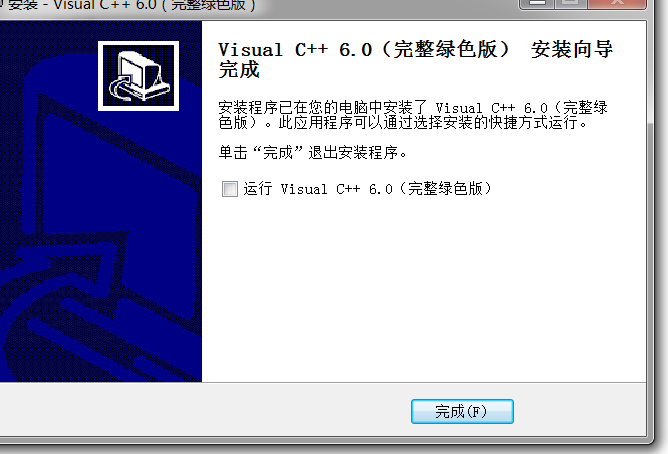 安装 - Visual C++ 6.0（完整绿色版）
Visual C++ 6.0（完整绿色版） 安装向导
完成
安装程序已在您的电脑中安装了 Visual C++ 6.0（完整绿
色版）。此应用程序可以通过选择安装的快捷方式运行。
单击“完成”退出安装程序。
运行 Visual C++ 6.0（完整绿色版）
完成(F)